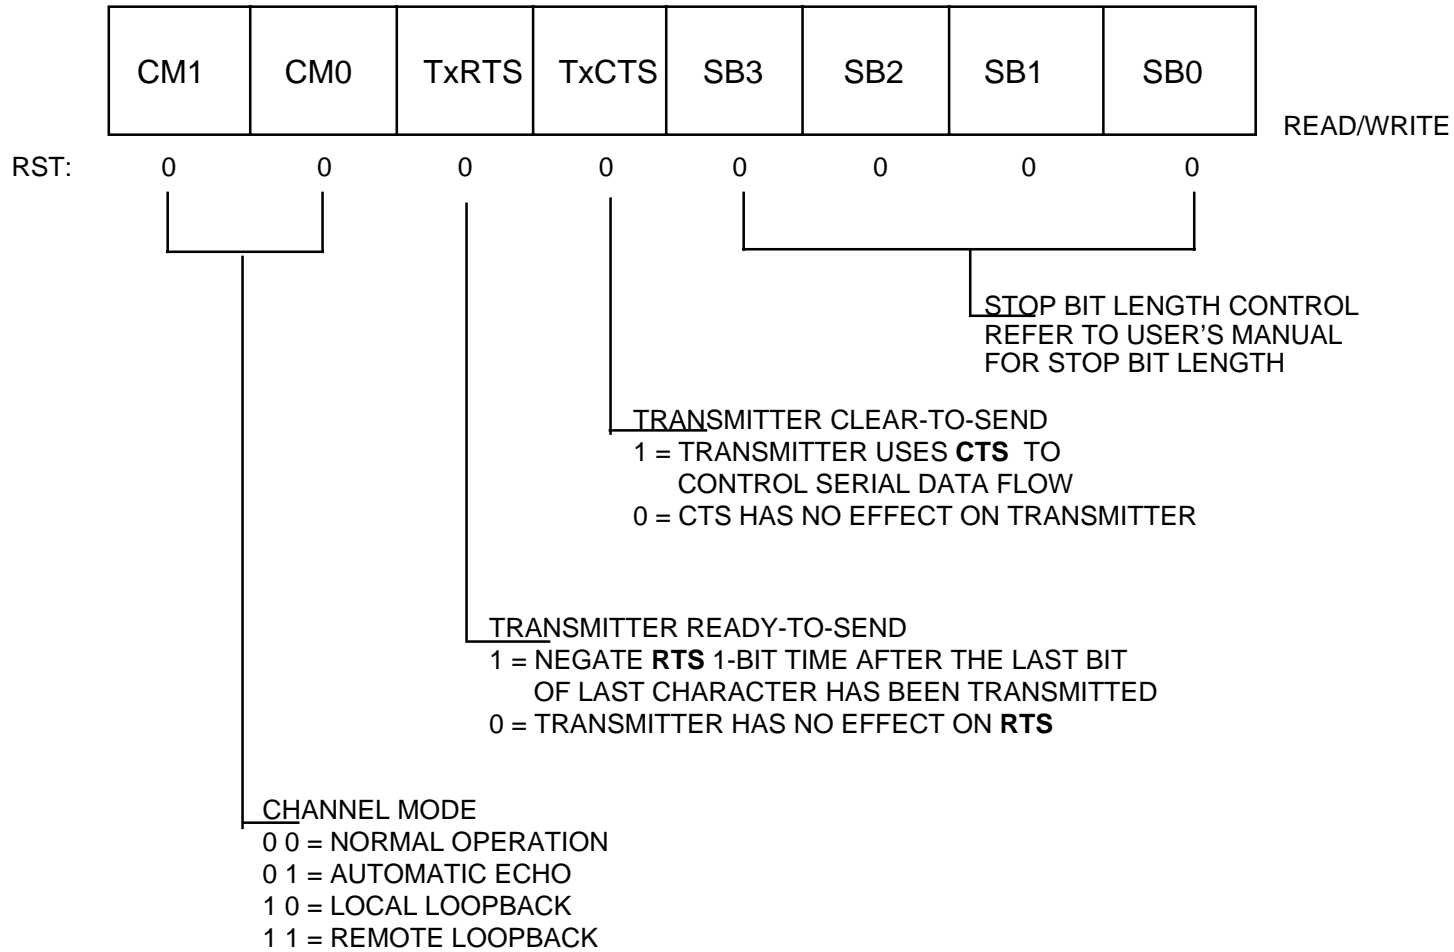 CM1 CM0 TxRTS TxCTS SB3 SB2 SB1 SB0
READ/WRITE
RST: 0 0 0 0 0 0 0 0
STOP BIT LENGTH CONTROL
REFER TO USER'S MANUAL
FOR STOP BIT LENGTH
TRANSMITTER CLEAR-TO-SEND
1 = TRANSMITTER USES CTS TO
CONTROL SERIAL DATA FLOW
0 = CTS HAS NO EFFECT ON TRANSMITTER
TRANSMITTER READY-TO-SEND
1 = NEGATE RTS 1-BIT TIME AFTER THE LAST BIT
OF LAST CHARACTER HAS BEEN TRANSMITTED
0 = TRANSMITTER HAS NO EFFECT ON RTS
CHANNEL MODE
0 0 = NORMAL OPERATION
0 1 = AUTOMATIC ECHO
1 0 = LOCAL LOOPBACK
1 1 = REMOTE LOOPBACK